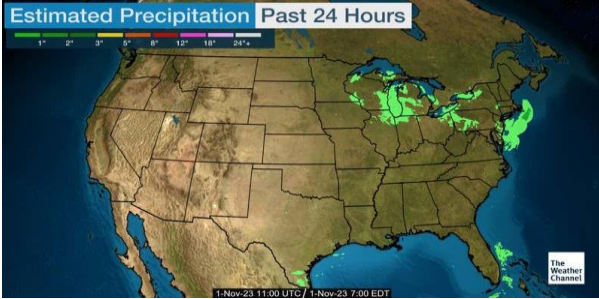 Estimated Precipitation Past 24 Hours
1" 2" 3" 5" 8" 12" 18" 24"+
The
Weather
Channel
1-Nov-23 11:00 UTC / 1-Nov-23 7:00 EDT